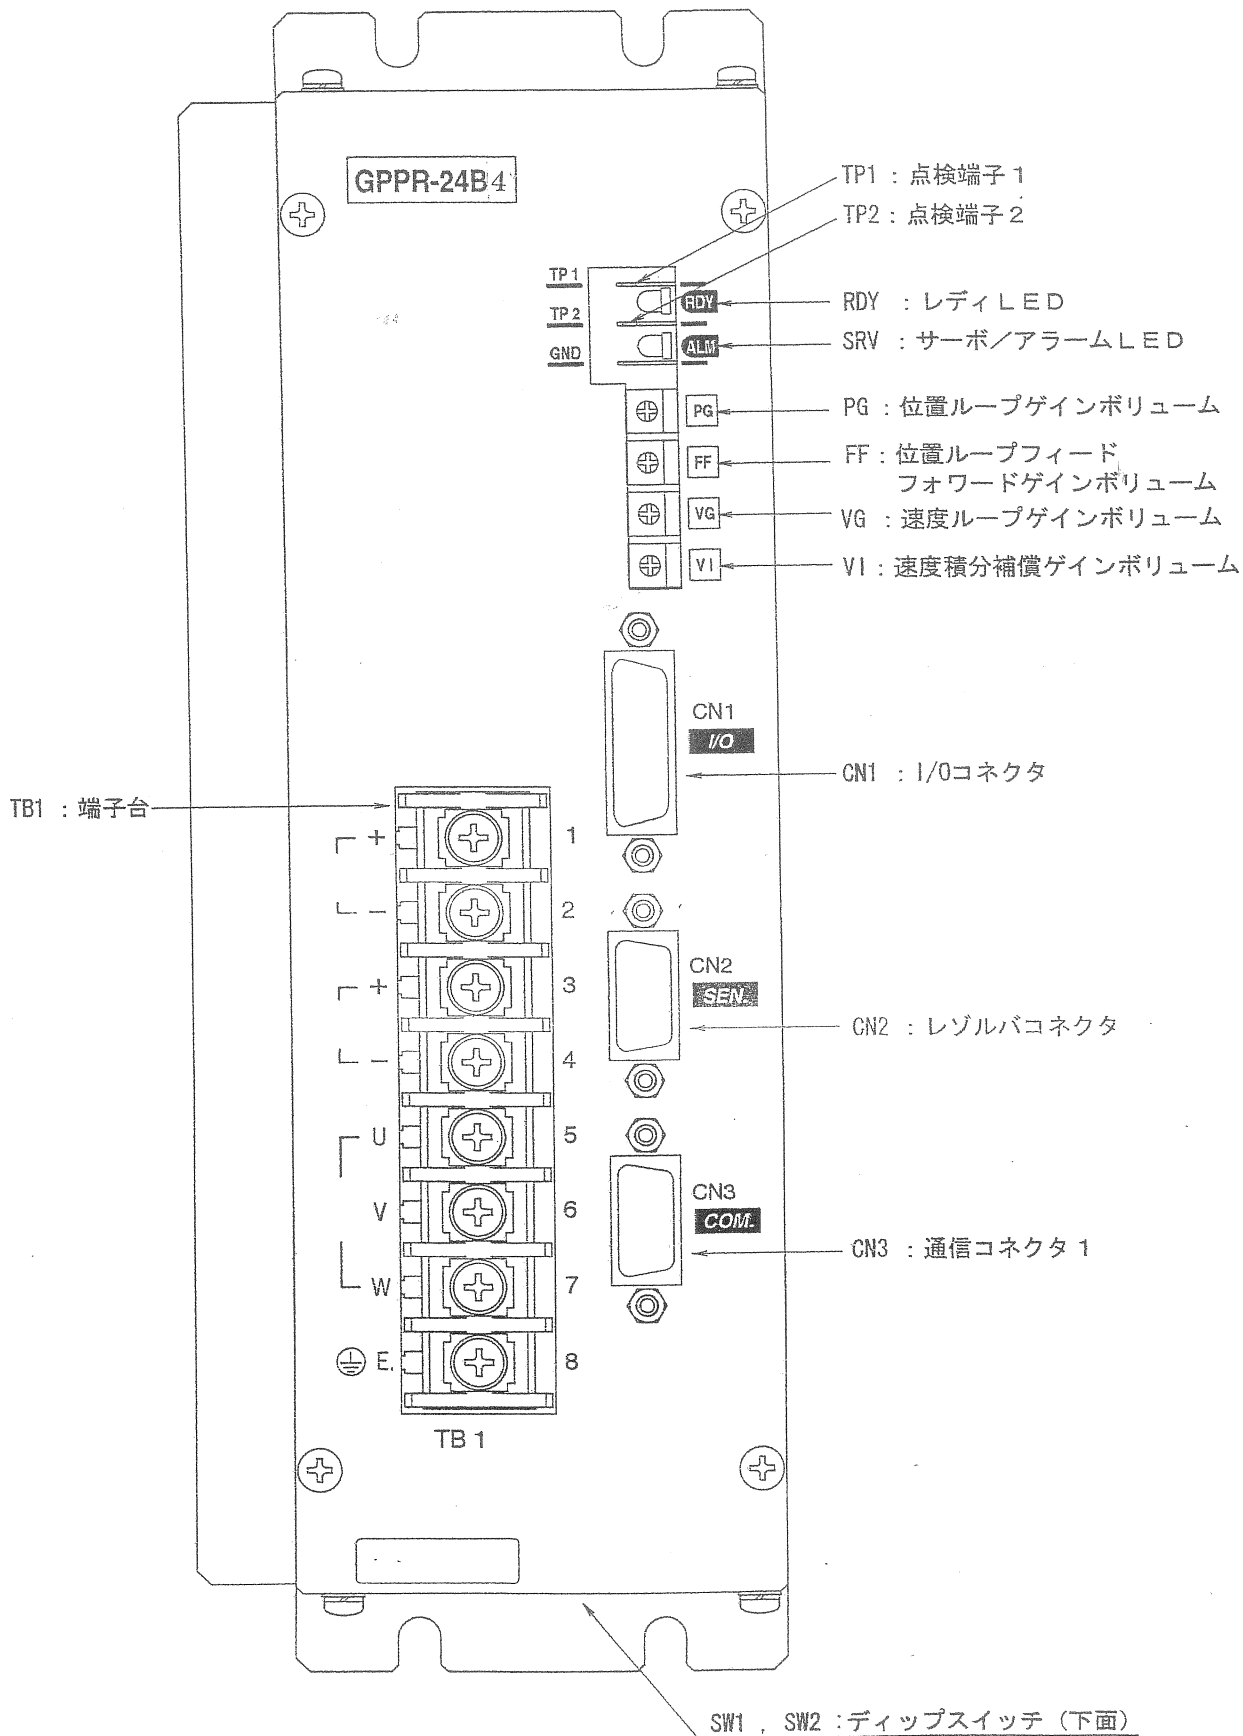 GPPR-24B4
TP1 : 点検端子1
TP2 : 点検端子2
TP1
RDY
RDY : レディLED
TP2
ALM
SRV : サーボ/アラームLED
GND
PG
PG : 位置ループゲインボリューム
FF
FF : 位置ループフィード
フォワードゲインボリューム
VG
VG : 速度ループゲインボリューム
VI
VI : 速度積分補償ゲインボリューム
CN1
I/O
CN1 : I/Oコネクタ
TB1 : 端子台
+ 1
- 2
CN2
SEN.
+ 3
CN2 : レゾルバコネクタ
- 4
U 5
CN3
COM.
V 6
CN3 : 通信コネクタ1
W 7
E. 8
TB 1
SW1 , SW2 : ディップスイッチ (下面)